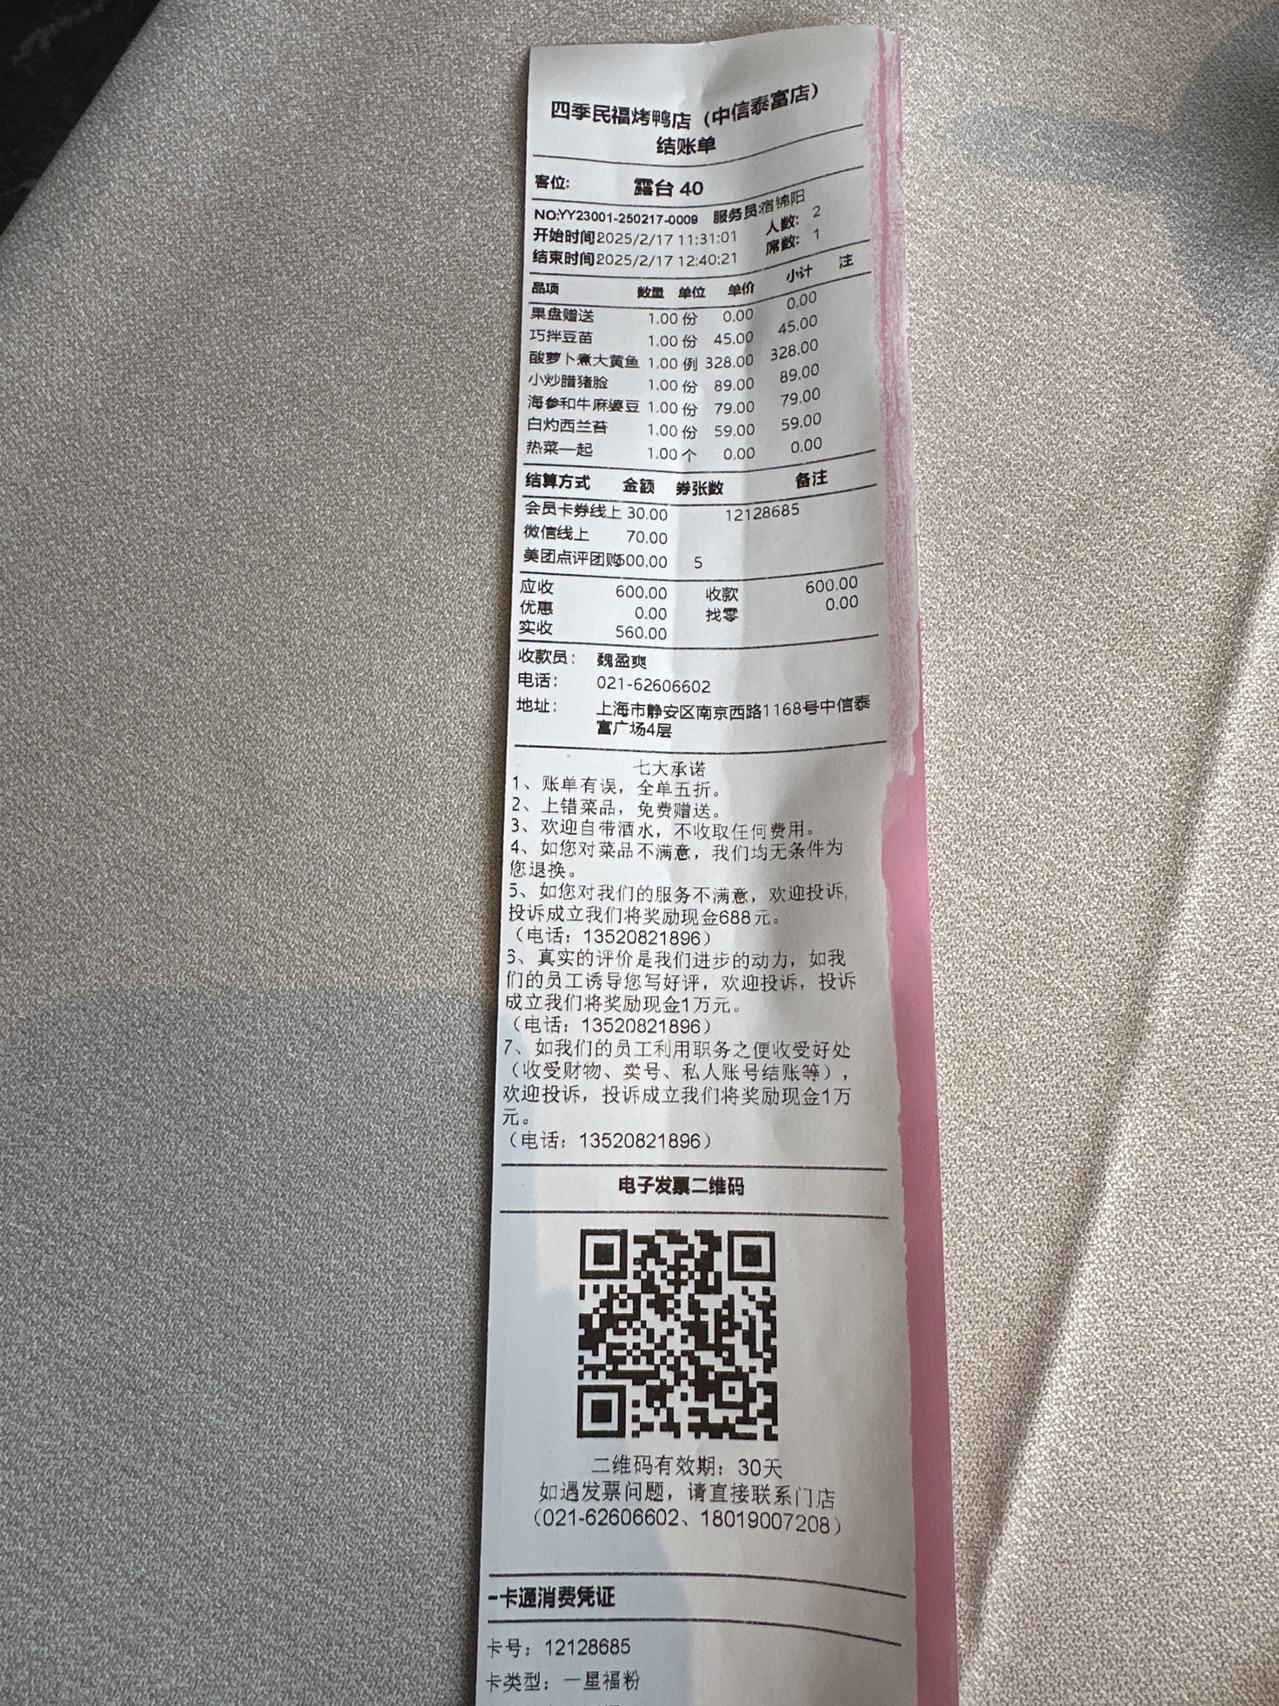 四季民福烤鸭店（中信泰富店）
结账单
客位： 露台 40
NO:YY23001-250217-0009 服务员:宿锦阳
开始时间2025/2/17 11:31:01 人数： 2
结束时间2025/2/17 12:40:21 席数： 1
品项 数量 单位 单价 小计 注
果盘赠送 1.00 份 0.00 0.00
巧拌豆苗 1.00 份 45.00 45.00
酸萝卜煮大黄鱼 1.00 例 328.00 328.00
小炒腊猪脸 1.00 份 89.00 89.00
海参和牛麻婆豆 1.00 份 79.00 79.00
白灼西兰苔 1.00 份 59.00 59.00
热菜一起 1.00 个 0.00 0.00
结算方式 金额 券张数 备注
会员卡券线上 30.00 12128685
微信线上 70.00
美团点评团购500.00 5
应收 600.00 收款 600.00
优惠 0.00 找零 0.00
实收 560.00
收款员： 魏盈爽
电话： 021-62606602
地址： 上海市静安区南京西路1168号中信泰
富广场4层
七大承诺
1、账单有误，全单五折。
2、上错菜品，免费赠送。
3、欢迎自带酒水，不收取任何费用。
4、如您对菜品不满意，我们均无条件为
您退换。
5、如您对我们的服务不满意，欢迎投诉,
投诉成立我们将奖励现金688元。
（电话：13520821896）
6、真实的评价是我们进步的动力，如我
们的员工诱导您写好评，欢迎投诉，投诉
成立我们将奖励现金1万元。
（电话：13520821896）
7、如我们的员工利用职务之便收受好处
（收受财物、卖号、私人账号结账等），
欢迎投诉，投诉成立我们将奖励现金1万
元。
（电话：13520821896）
电子发票二维码
二维码有效期：30天
如遇发票问题，请直接联系门店
（021-62606602、18019007208）
一卡通消费凭证
卡号：12128685
卡类型：一星福粉